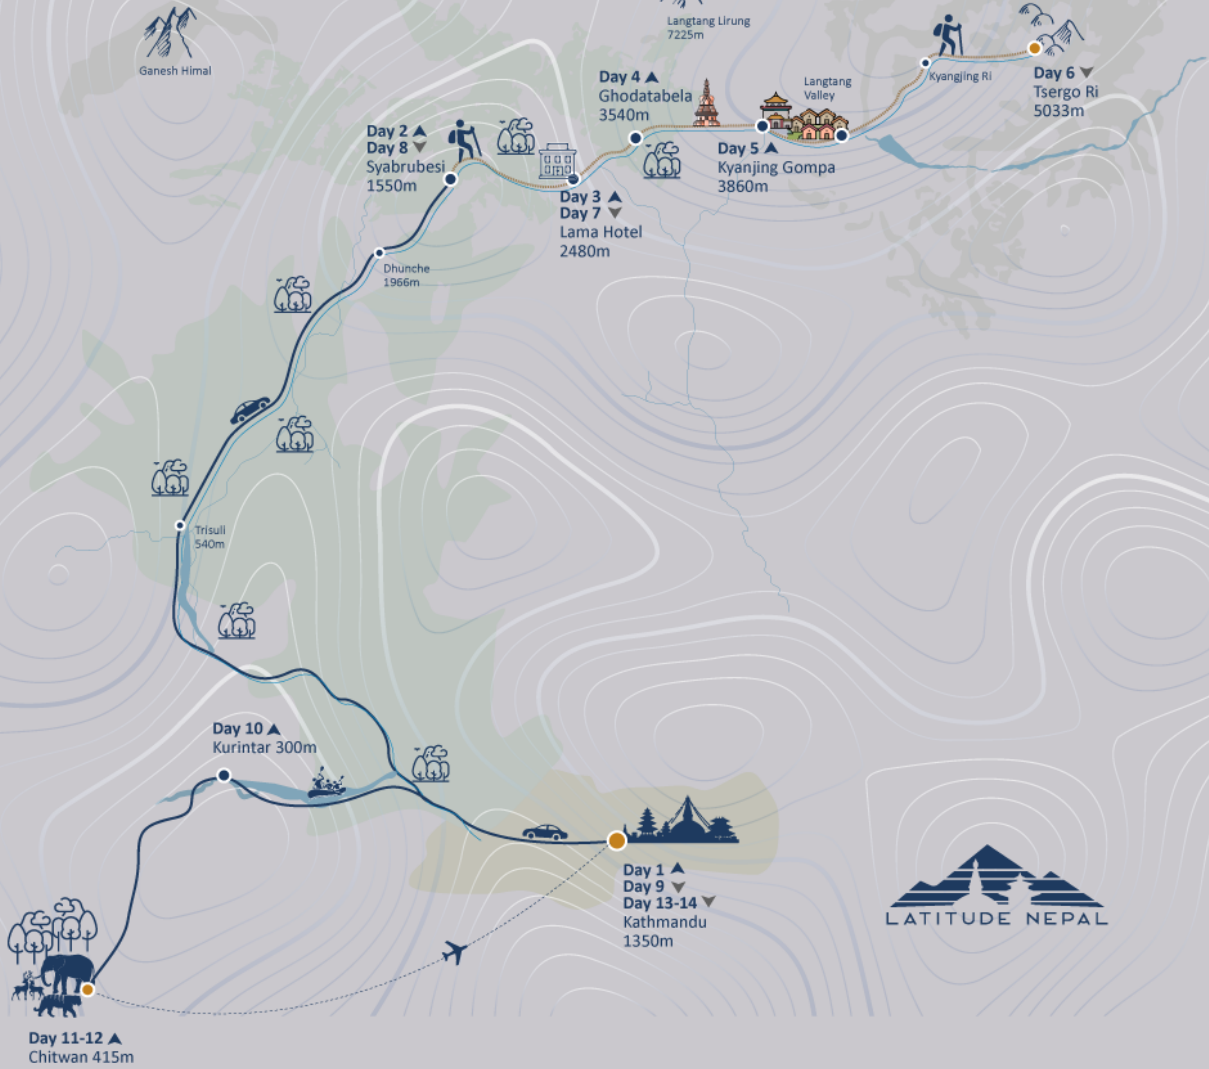 Langtang Lirung
7225m
Ganesh Himal
Kyangjing Ri
Day 6
Tsergo Ri
5033m
Day 4
Ghodatabela
3540m
Langtang
Valley
Day 5
Kyanjing Gompa
3860m
Day 2
Day 8
Syabrubesi
1550m
Day 3
Day 7
Lama Hotel
2480m
Dhunche
1966m
Trisuli
540m
Day 10
Kurintar 300m
Day 1
Day 9
Day 13-14
Kathmandu
1350m
LATITUDE NEPAL
Day 11-12
Chitwan 415m